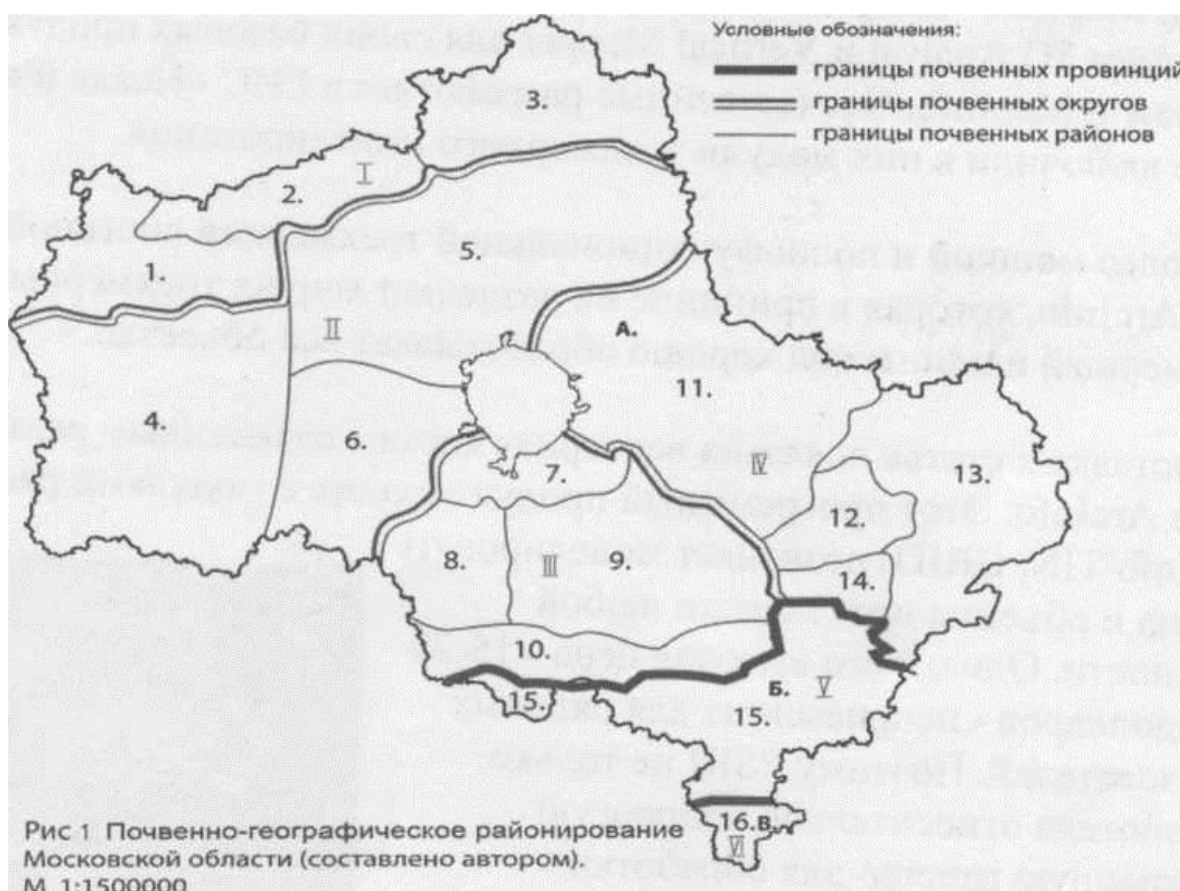 Условные обозначения:
границы почвенных провинций
границы почвенных округов
границы почвенных районов
3.
I
2.
1.
5.
II
А.
11.
4.
6.
7.
IV
13.
12.
8.
III
9.
14.
10.
15.
Б.
V
15.
16.В
VI
Рис 1 Почвенно-географическое районирование
Московской области (составлено автором).
М 1:1500000